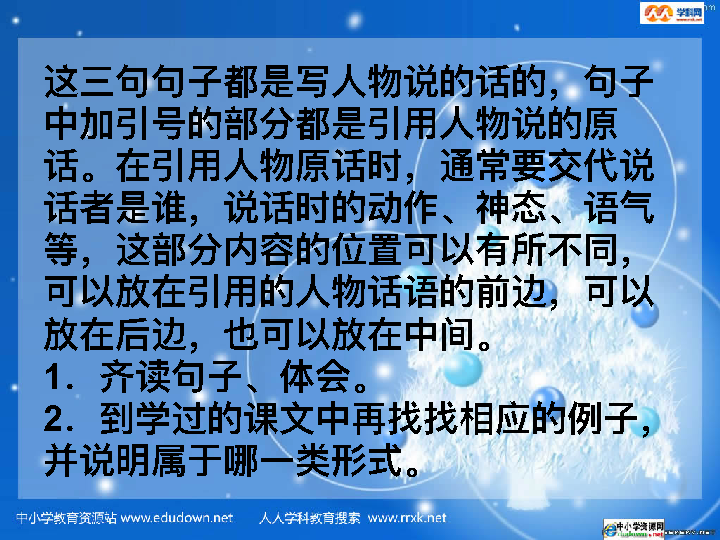 学科网
这三句句子都是写人物说的话的，句子
中加引号的部分都是引用人物说的原
话。在引用人物原话时，通常要交代说
话者是谁，说话时的动作、神态、语气
等，这部分内容的位置可以有所不同，
可以放在引用的人物话语的前边，可以
放在后边，也可以放在中间。
1．齐读句子、体会。
2．到学过的课文中再找找相应的例子，
并说明属于哪一类形式。
中小学教育资源站 www.edudown.net 人人学科教育搜索 www.rrxk.net
中小学资源网